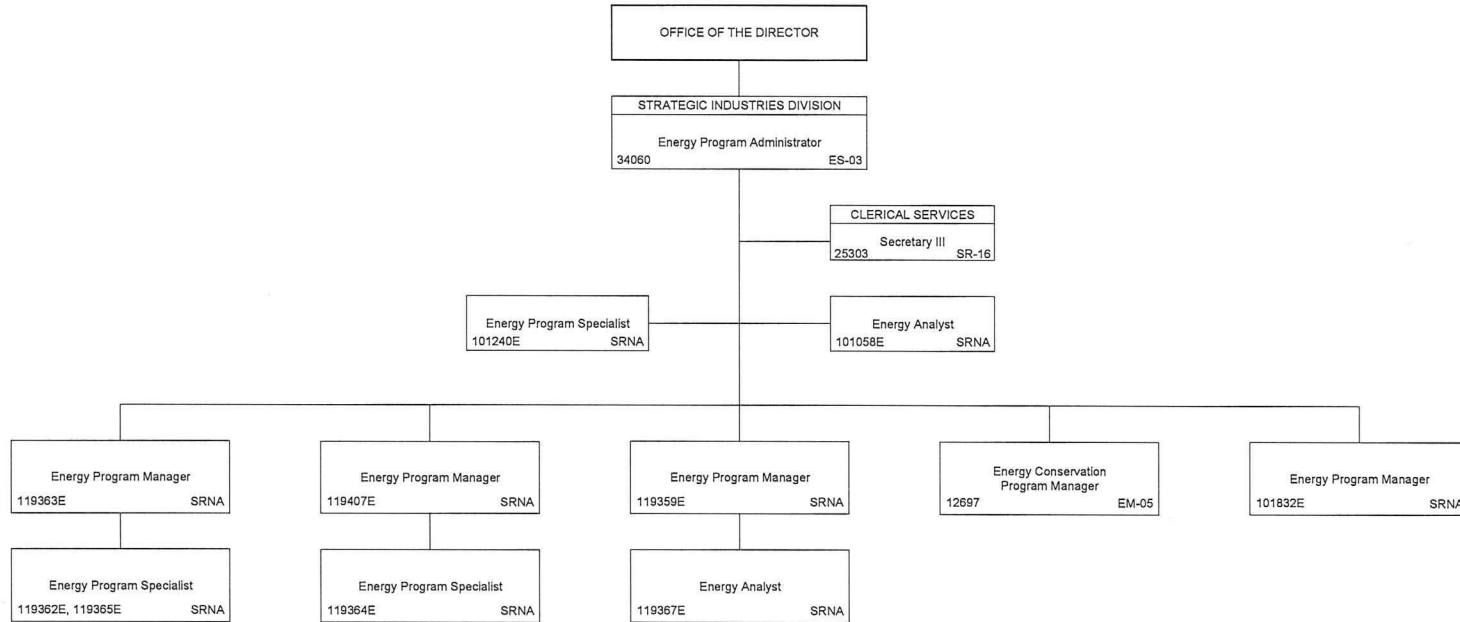 OFFICE OF THE DIRECTOR
STRATEGIC INDUSTRIES DIVISION
Energy Program Administrator
34060 ES-03
CLERICAL SERVICES
Secretary III
25303 SR-16
Energy Program Specialist
101240E SRNA
Energy Analyst
101058E SRNA
Energy Program Manager
119363E SRNA
Energy Program Manager
119407E SRNA
Energy Program Manager
119359E SRNA
Energy Conservation
Program Manager
12697 EM-05
Energy Program Manager
101832E SRNA
Energy Program Specialist
119362E, 119365E SRNA
Energy Program Specialist
119364E SRNA
Energy Analyst
119367E SRNA